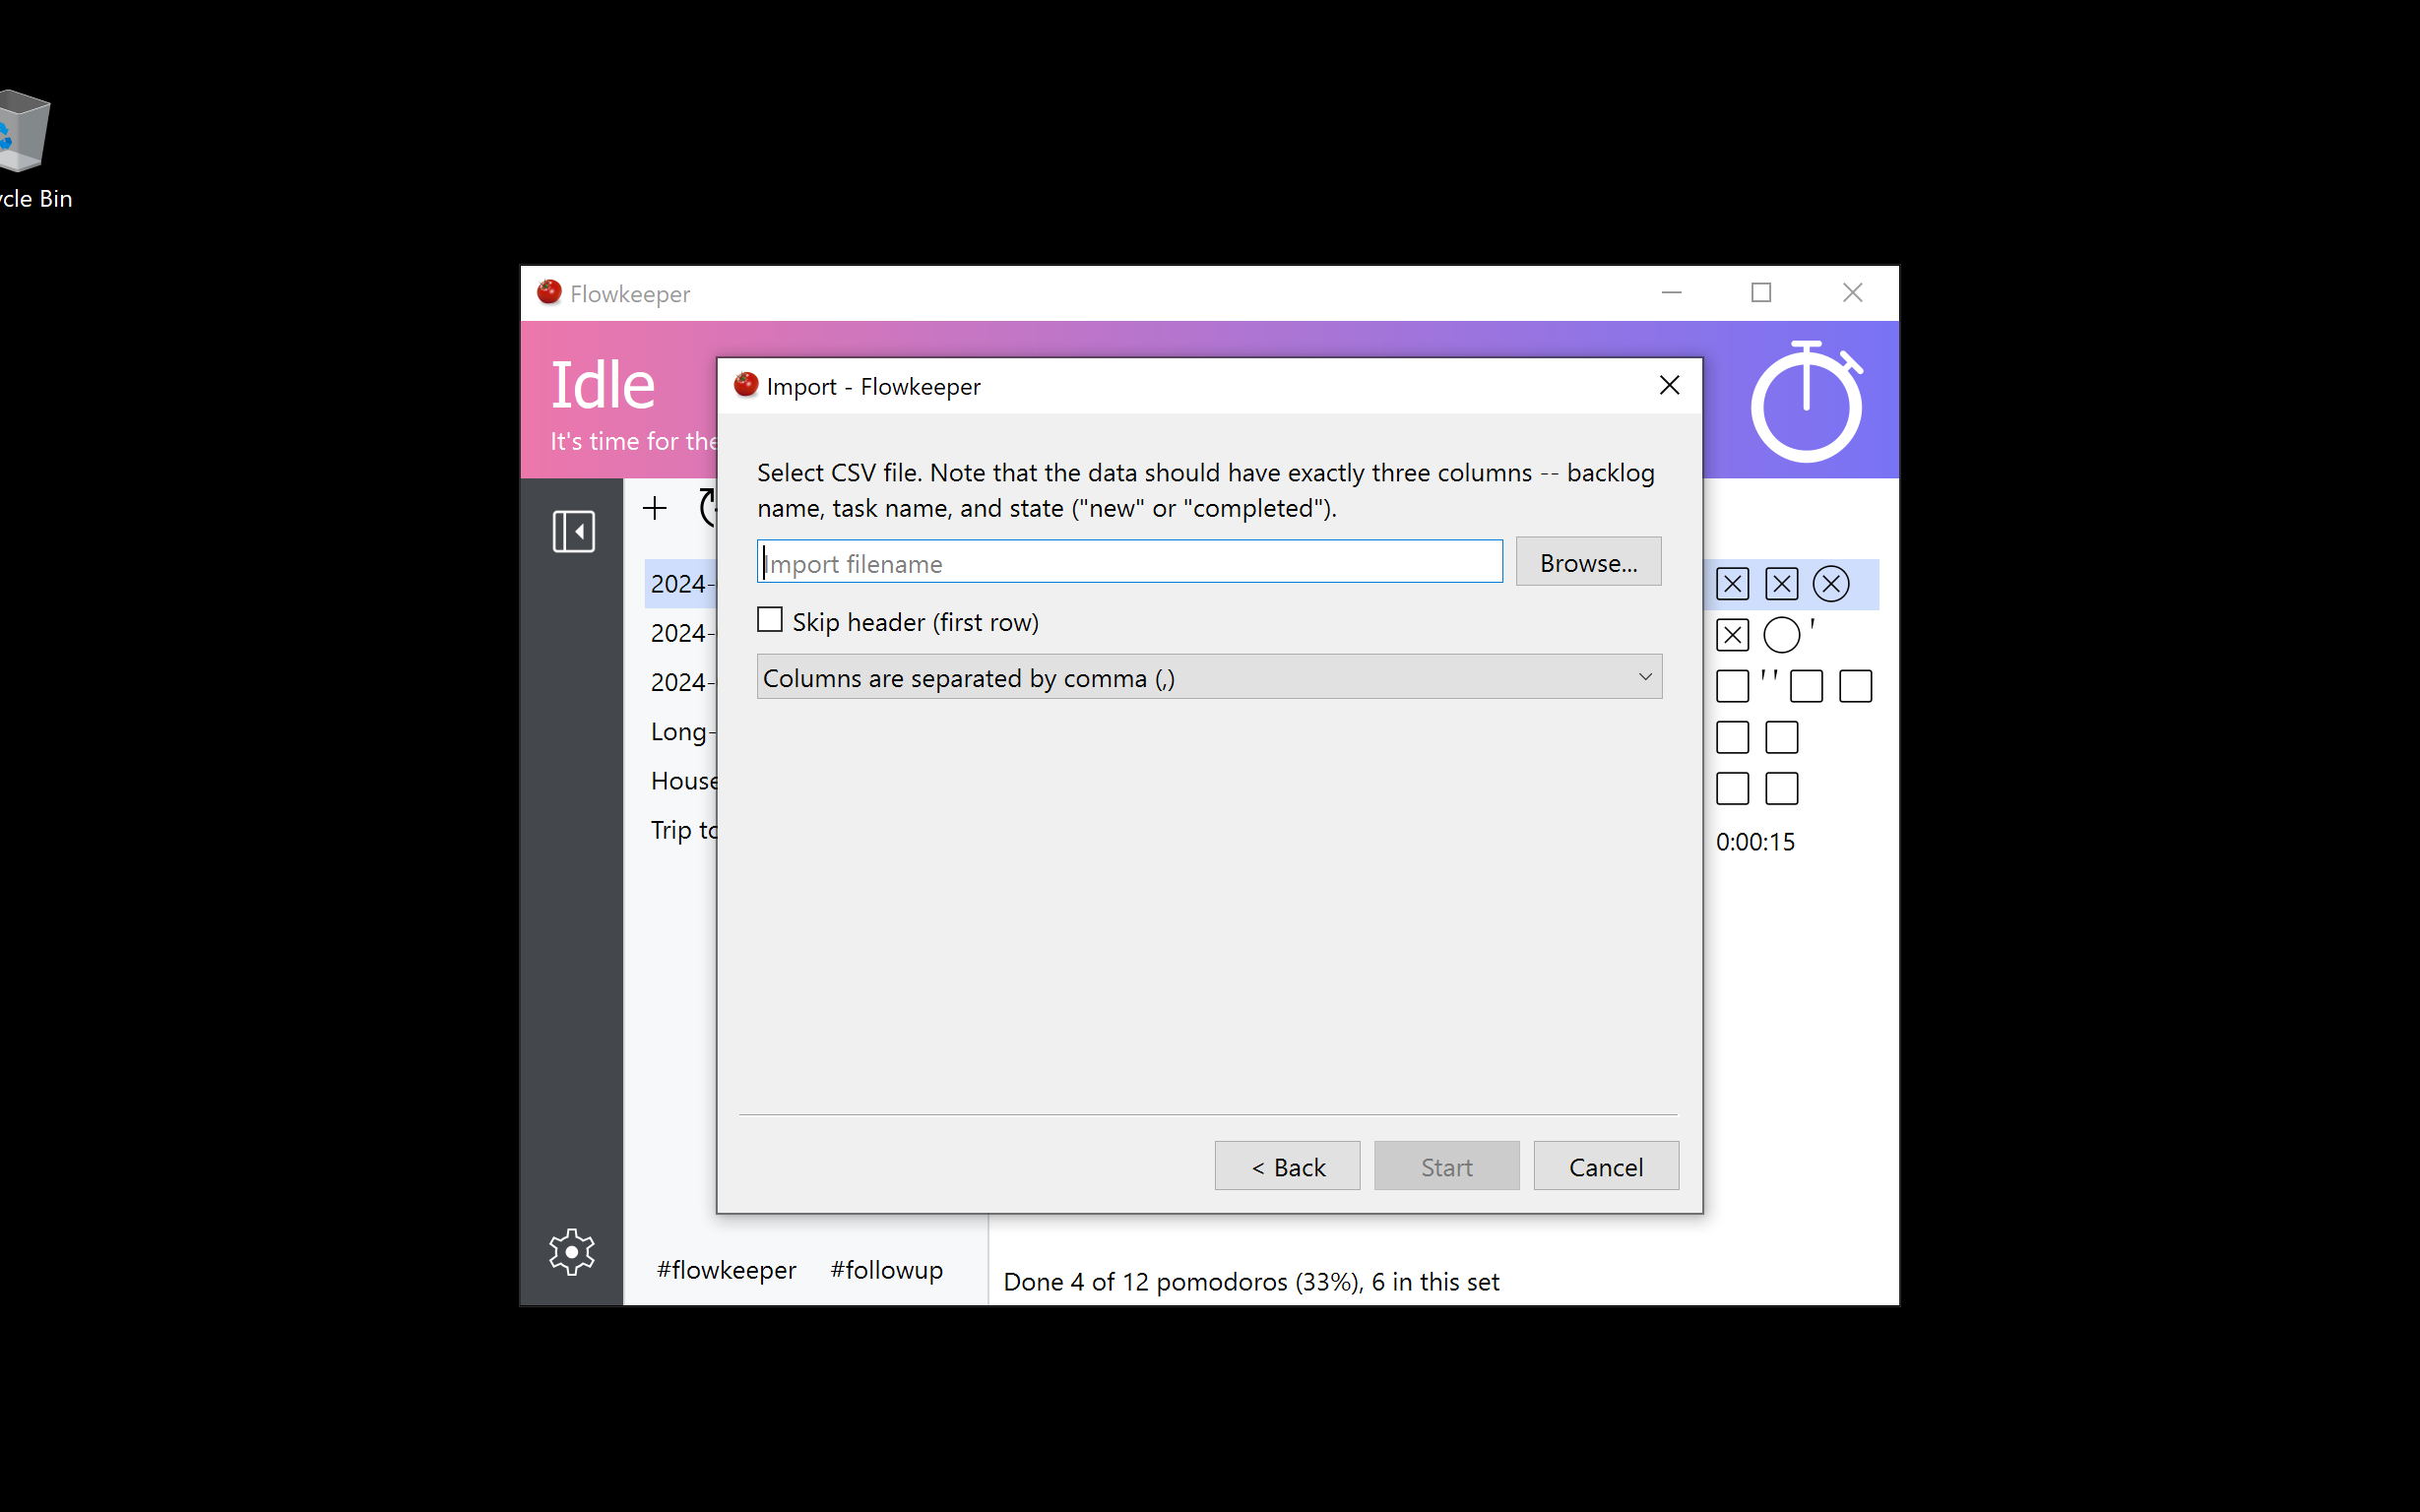 cle Bin
Flowkeeper
Idle
It's time for the
Import - Flowkeeper
Select CSV file. Note that the data should have exactly three columns -- backlog
name, task name, and state ("new" or "completed").
Import filename
Browse...
Skip header (first row)
Columns are separated by comma (,)
2024-
2024-
2024-
Long-
House
Trip to
0:00:15
< Back
Start
Cancel
#flowkeeper #followup
Done 4 of 12 pomodoros (33%), 6 in this set